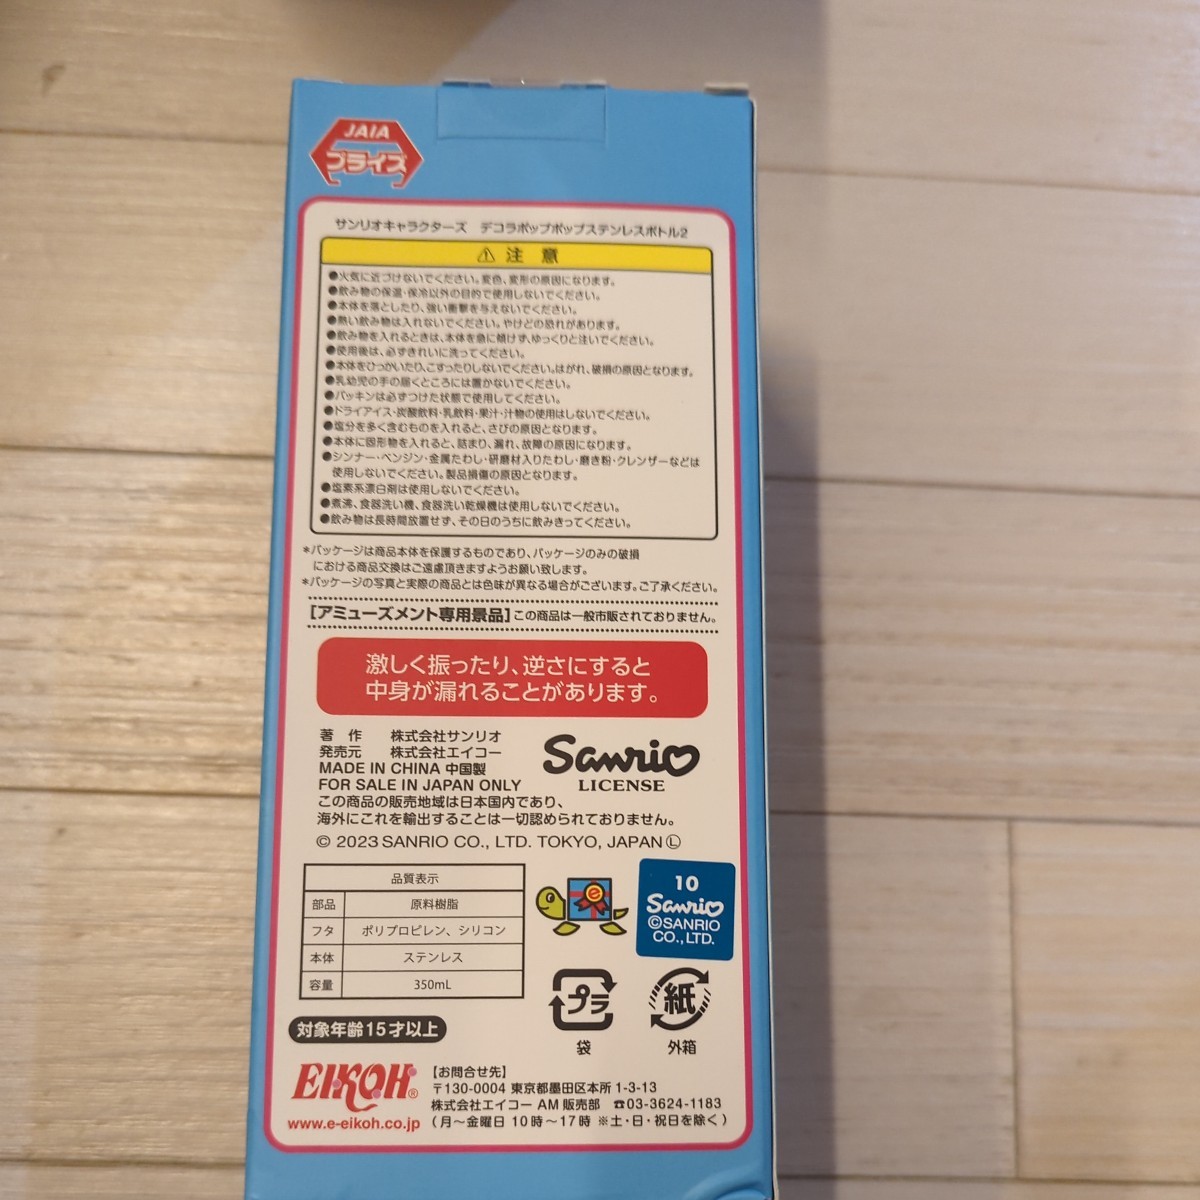 JAIA
プライズ
サンリオキャラクターズ　デコラポップポップステンレスボトル2
⚠ 注 意
●火気に近づけないでください。変色、変形の原因になります。
●飲み物の保温・保冷以外の目的で使用しないでください。
●本体を落としたり、強い衝撃を与えないでください。
●熱い飲み物は入れないでください。やけどの恐れがあります。
●飲み物を入れるときは、本体を急に傾けず、ゆっくりと注いでください。
●使用後は、必ずきれいに洗ってください。
●本体をひっかいたり、こすったりしないでください。はがれ、破損の原因となります。
●乳幼児の手の届くところには置かないでください。
●パッキンは必ずつけた状態で使用してください。
●ドライアイス・炭酸飲料・乳飲料・果汁・汁物の使用はしないでください。
●塩分を多く含むものを入れると、さびの原因となります。
●本体に固形物を入れると、詰まり、漏れ、故障の原因になります。
●シンナー・ベンジン・金属たわし・研磨材入りたわし・磨き粉・クレンザーなどは
使用しないでください。製品損傷の原因となります。
●塩素系漂白剤は使用しないでください。
●煮沸、食器洗い機、食器洗い乾燥機は使用しないでください。
●飲み物は長時間放置せず、その日のうちに飲みきってください。
＊パッケージは商品本体を保護するものであり、パッケージのみの破損
における商品交換はご遠慮頂きますようお願い致します。
＊パッケージの写真と実際の商品とは色味が異なる場合がございます。ご了承ください。
[アミューズメント専用景品] この商品は一般市販されておりません。
激しく振ったり、逆さにすると
中身が漏れることがあります。
著　作　株式会社サンリオ
発売元　株式会社エイコー
MADE IN CHINA 中国製
FOR SALE IN JAPAN ONLY
Sanrio
LICENSE
この商品の販売地域は日本国内であり、
海外にこれを輸出することは一切認められておりません。
© 2023 SANRIO CO., LTD. TOKYO, JAPAN Ⓛ
品質表示
部品　原料樹脂
フタ　ポリプロピレン、シリコン
本体　ステンレス
容量　350mL
e
10
Sanrio
©SANRIO
CO.,LTD.
プラ
袋
紙
外箱
対象年齢15才以上
EIKOH®
www.e-eikoh.co.jp
【お問合せ先】
〒130-0004 東京都墨田区本所 1-3-13
株式会社エイコー AM 販売部　☎03-3624-1183
(月～金曜日 10時～17時 ※土・日・祝日を除く)